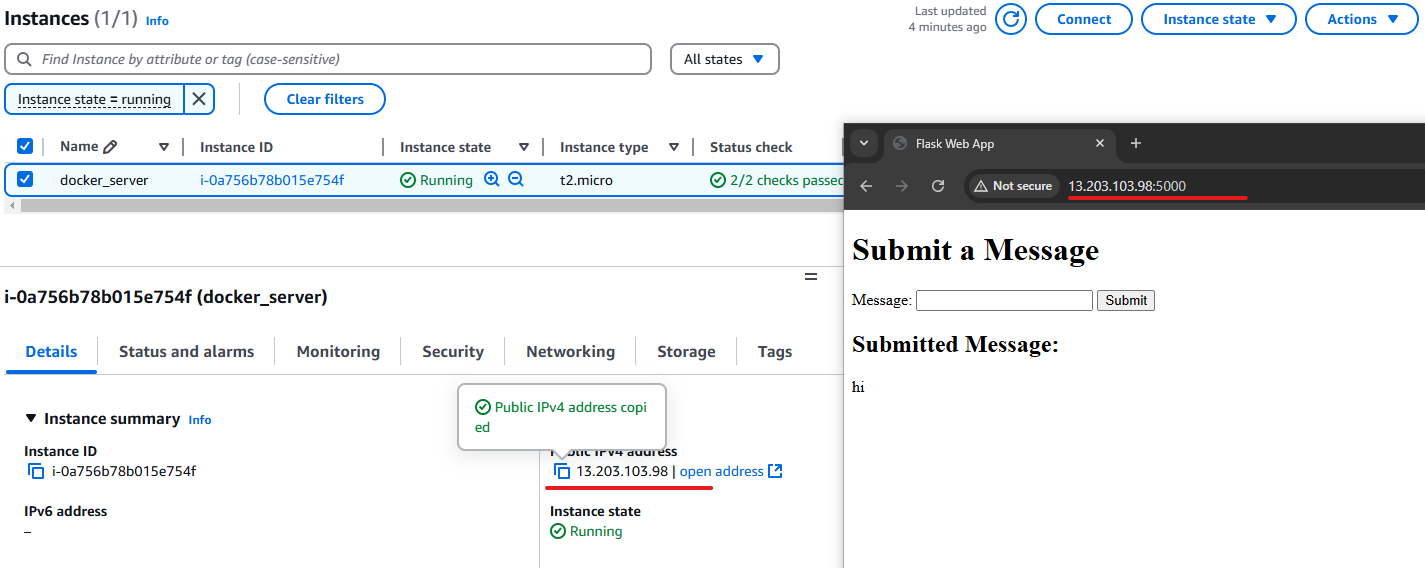 Instances (1/1) Info
Last updated
4 minutes ago
Connect
Instance state
Actions
Find Instance by attribute or tag (case-sensitive)
All states
Instance state = running
Clear filters
Name Instance ID Instance state Instance type Status check
docker_server i-0a756b78b015e754f Running t2.micro 2/2 checks passed
i-0a756b78b015e754f (docker_server)
Details Status and alarms Monitoring Security Networking Storage Tags
Public IPv4 address copi
ed
Instance summary Info
Instance ID
i-0a756b78b015e754f
Public IPv4 address
13.203.103.98 | open address
IPv6 address
–
Instance state
Running
Flask Web App
Not secure 13.203.103.98:5000
Submit a Message
Message: Submit
Submitted Message:
hi